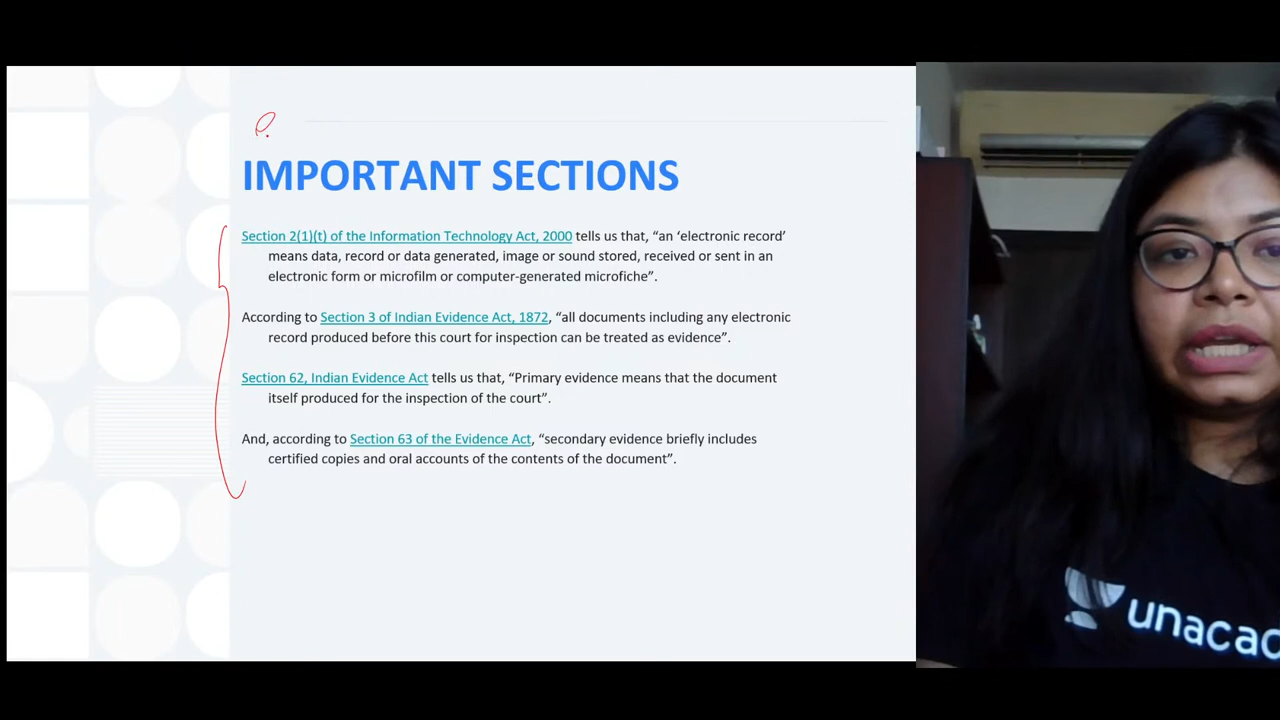 IMPORTANT SECTIONS
Section 2(1)(t) of the Information Technology Act, 2000 tells us that, “an ‘electronic record’
means data, record or data generated, image or sound stored, received or sent in an
electronic form or microfilm or computer-generated microfiche”.
According to Section 3 of Indian Evidence Act, 1872, “all documents including any electronic
record produced before this court for inspection can be treated as evidence”.
Section 62, Indian Evidence Act tells us that, “Primary evidence means that the document
itself produced for the inspection of the court”.
And, according to Section 63 of the Evidence Act, “secondary evidence briefly includes
certified copies and oral accounts of the contents of the document”.
unacad